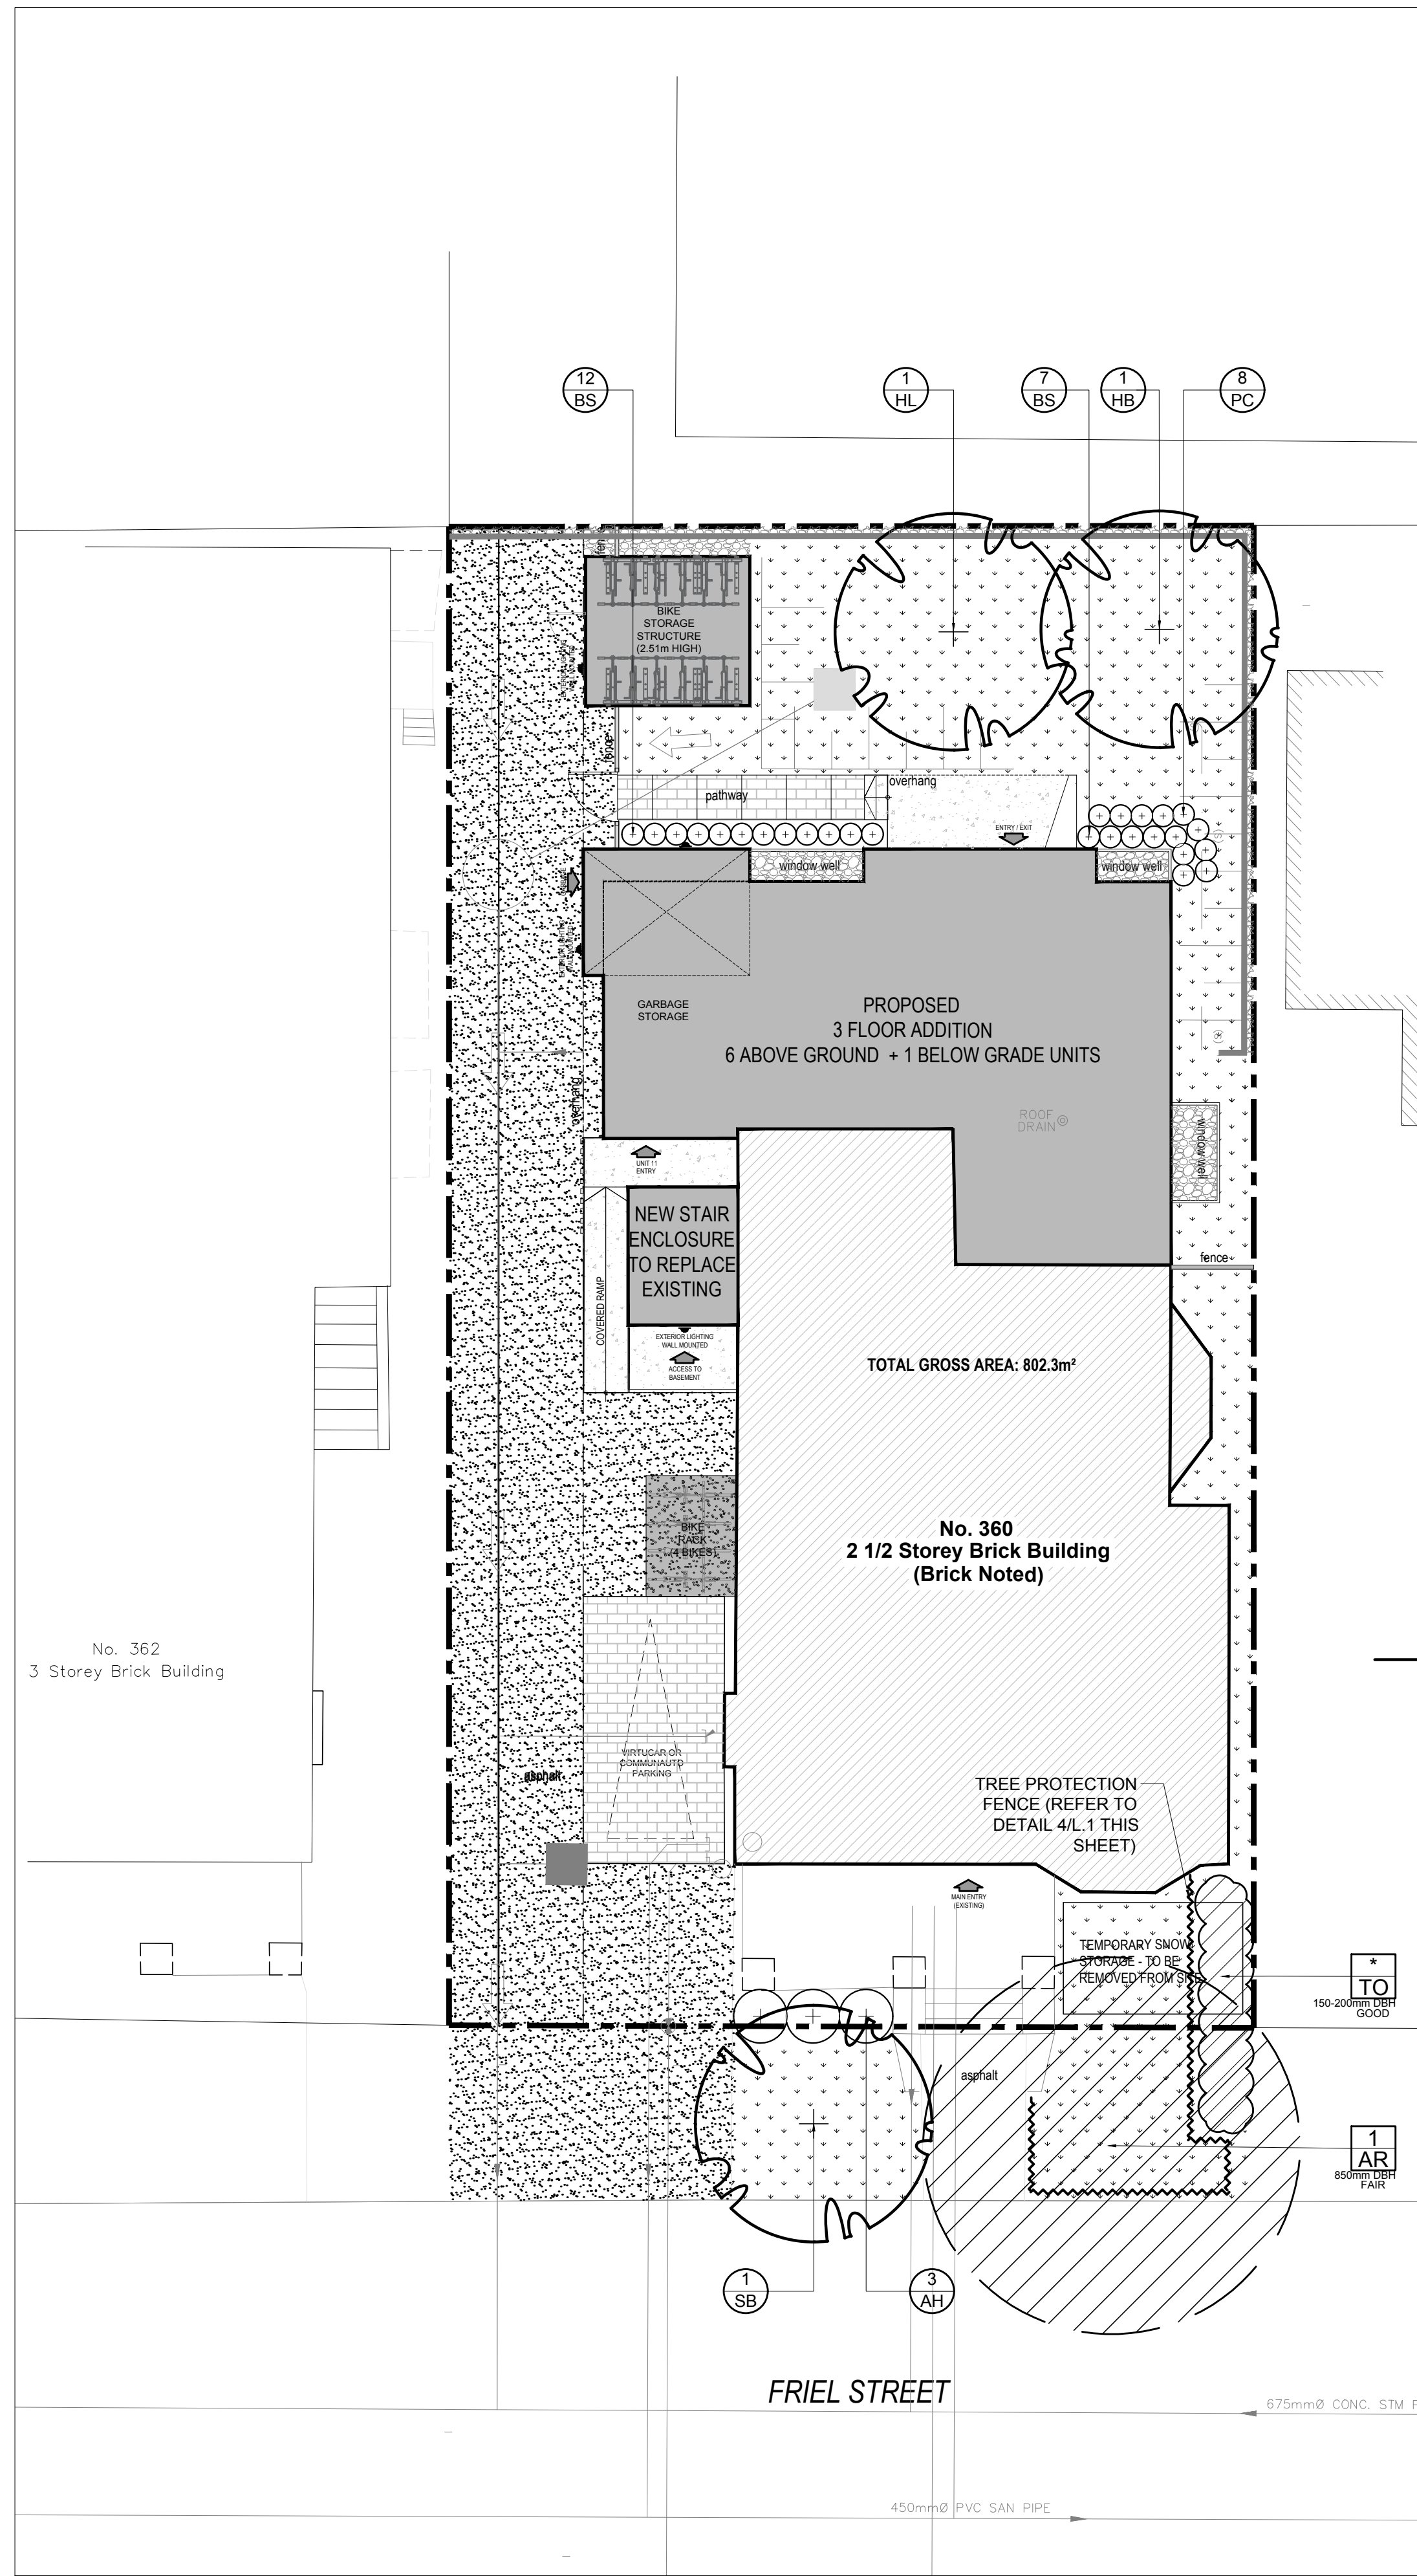 12
BS
1
HL
7
BS
1
HB
8
PC
fence
BIKE
STORAGE
STRUCTURE
(2.51m HIGH)
fence
pathway
overhang
ENTRY / EXIT
window well
window well
GARBAGE
STORAGE
PROPOSED
3 FLOOR ADDITION
6 ABOVE GROUND + 1 BELOW GRADE UNITS
overhang
ROOF
DRAIN
window well
UNIT 11
ENTRY
NEW STAIR
ENCLOSURE
TO REPLACE
EXISTING
COVERED RAMP
fence
EXTERIOR LIGHTING
WALL MOUNTED
ACCESS TO
BASEMENT
TOTAL GROSS AREA: 802.3m²
BIKE
RACK
(4 BIKES)
No. 360
2 1/2 Storey Brick Building
(Brick Noted)
No. 362
3 Storey Brick Building
VIRTUCAR OR
COMMUNAUTO
PARKING
asphalt
TREE PROTECTION
FENCE (REFER TO
DETAIL 4/L.1 THIS
SHEET)
MAIN ENTRY
(EXISTING)
TEMPORARY SNOW
STORAGE - TO BE
REMOVED FROM SITE
*
TO
150-200mm DBH
GOOD
asphalt
1
AR
850mm DBH
FAIR
1
SB
3
AH
FRIEL STREET
675mmØ CONC. STM
450mmØ PVC SAN PIPE